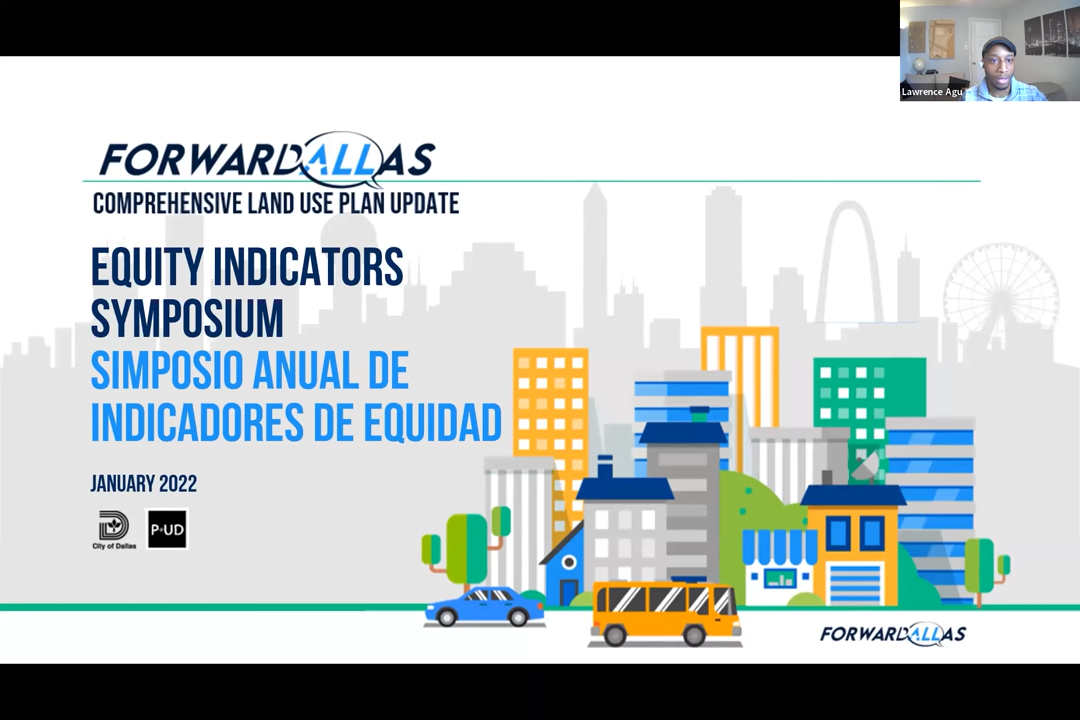 Lawrence Agu
FORWARDALLAS
COMPREHENSIVE LAND USE PLAN UPDATE
EQUITY INDICATORS
SYMPOSIUM
SIMPOSIO ANUAL DE
INDICADORES DE EQUIDAD
JANUARY 2022
City of Dallas
P+UD
FORWARDALLAS